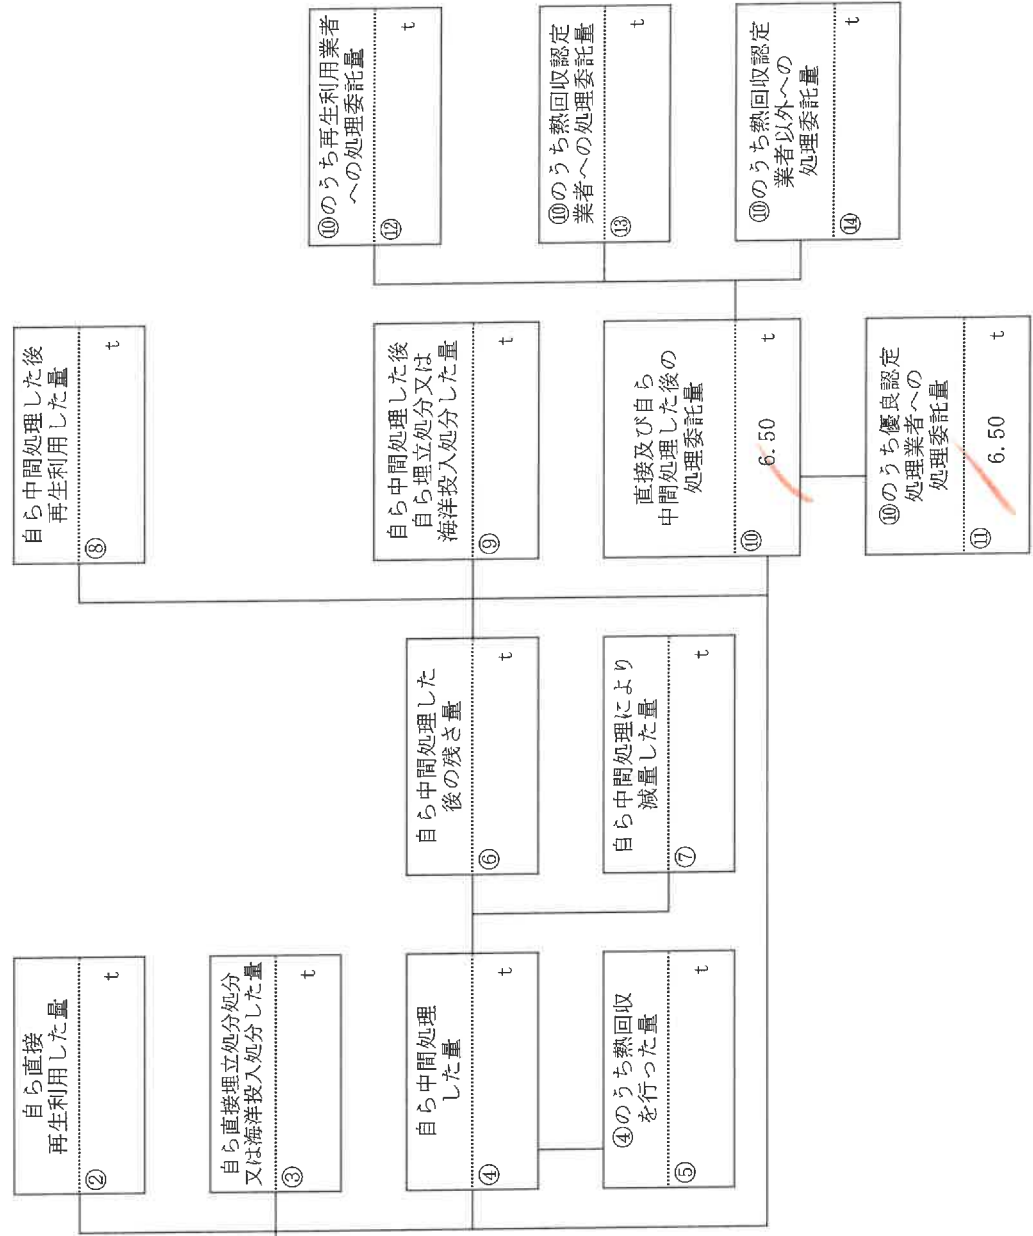 自ら直接
再生利用した量
②
t
自ら直接埋立処分処分
又は海洋投入処分した量
③
t
自ら中間処理
した量
④
t
④のうち熱回収
を行った量
⑤
t
自ら中間処理した
後の残さ量
⑥
t
自ら中間処理により
減量した量
⑦
t
自ら中間処理した後
再生利用した量
⑧
t
自ら中間処理した後
自ら埋立処分又は
海洋投入処分した量
⑨
t
直接及び自ら
中間処理した後の
処理委託量
⑩ 6.50 t
⑩のうち優良認定
処理業者への
処理委託量
⑪ 6.50 t
⑩のうち再生利用業者
への処理委託量
⑫
t
⑩のうち熱回収認定
業者への処理委託量
⑬
t
⑩のうち熱回収認定
業者以外への
処理委託量
⑭
t